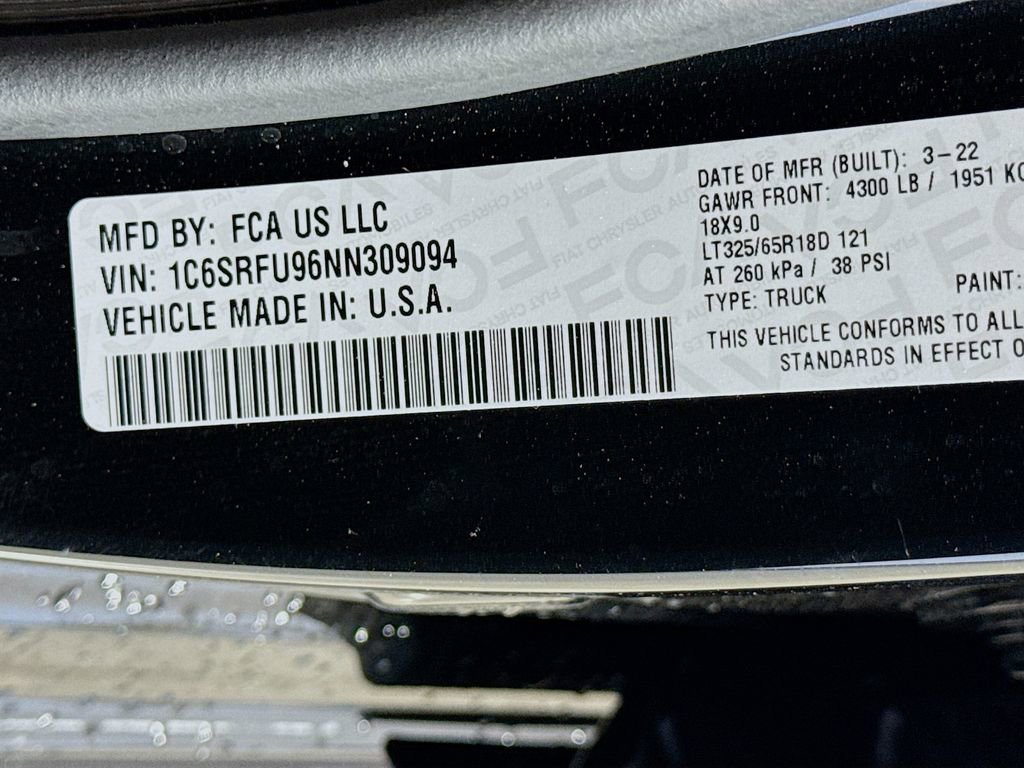 MFD BY: FCA US LLC
VIN: 1C6SRFU96NN309094
VEHICLE MADE IN: U.S.A.
DATE OF MFR (BUILT): 3-22
GAWR FRONT: 4300 LB / 1951 KG
18X9.0
LT325/65R18D 121
AT 260 kPa / 38 PSI
TYPE: TRUCK PAINT:
THIS VEHICLE CONFORMS TO ALL
STANDARDS IN EFFECT O